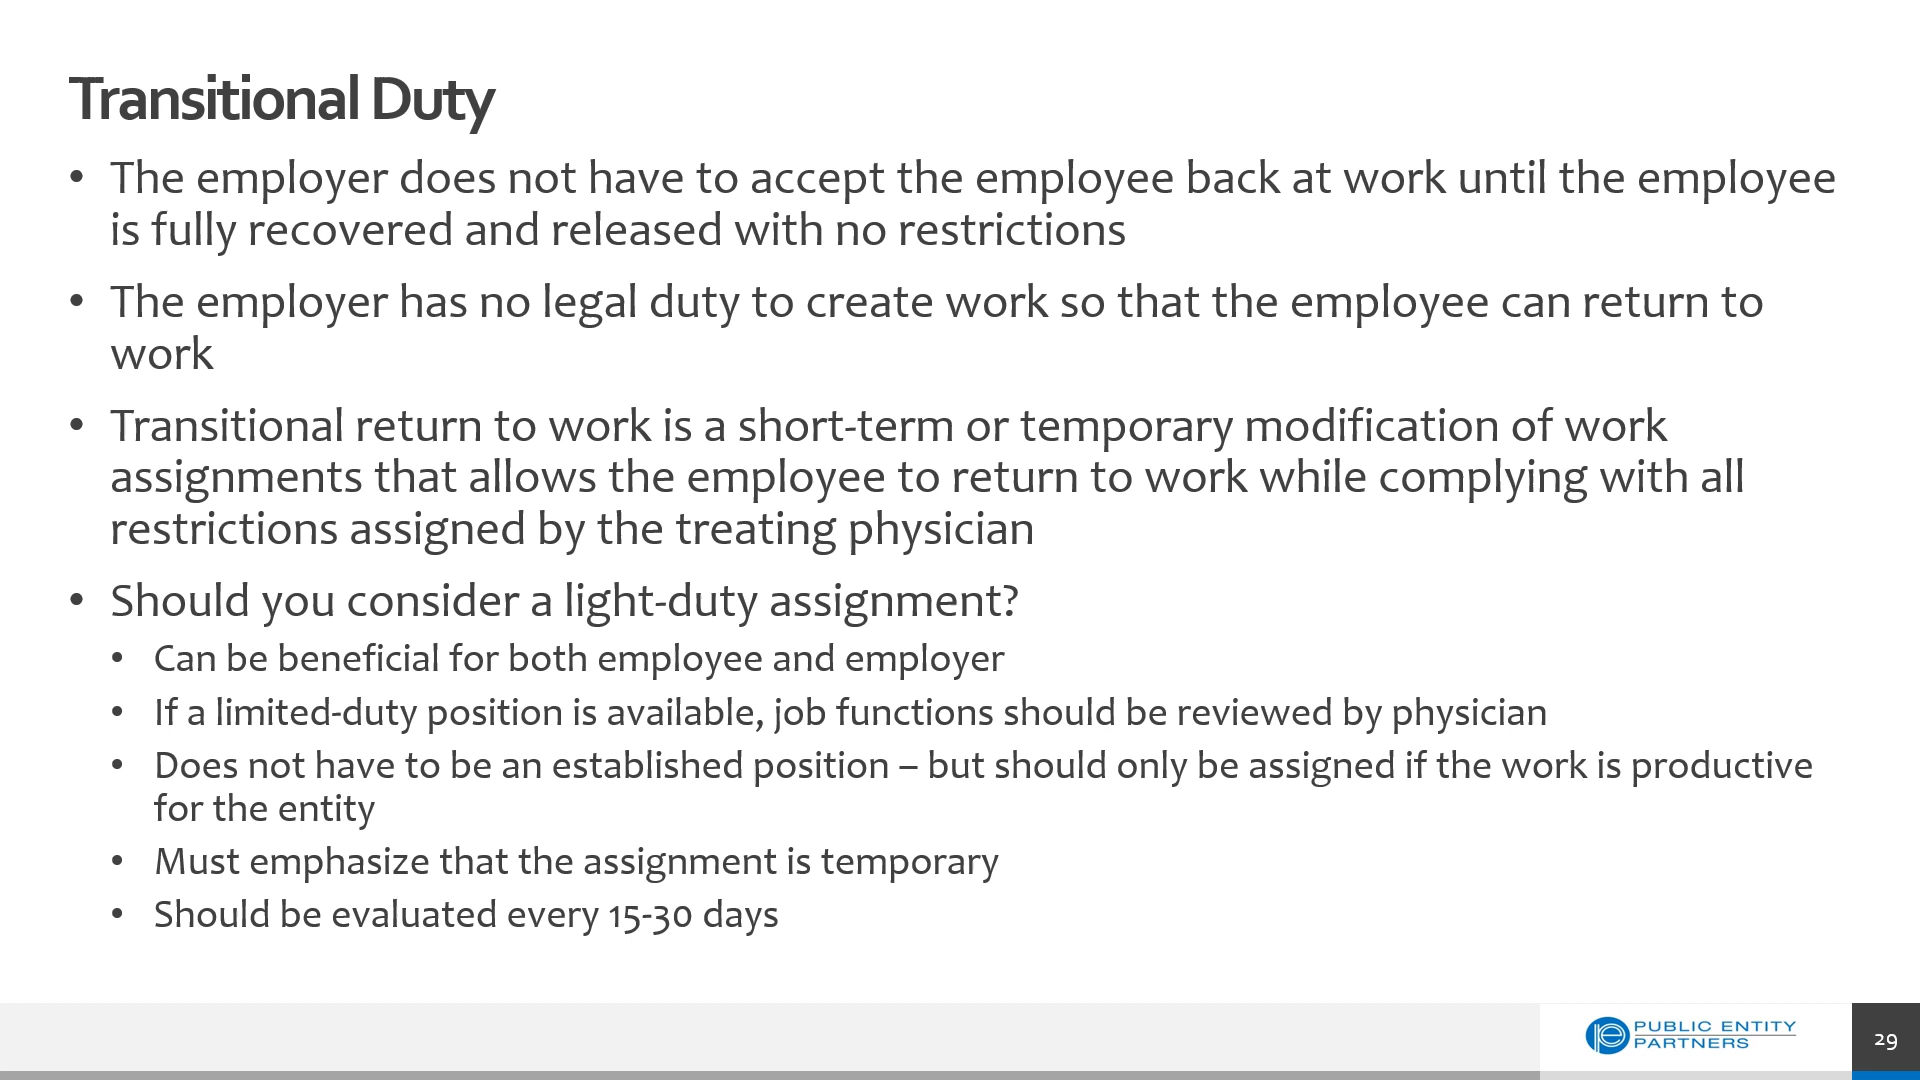 Transitional Duty
• The employer does not have to accept the employee back at work until the employee
is fully recovered and released with no restrictions
• The employer has no legal duty to create work so that the employee can return to
work
• Transitional return to work is a short-term or temporary modification of work
assignments that allows the employee to return to work while complying with all
restrictions assigned by the treating physician
• Should you consider a light-duty assignment?
• Can be beneficial for both employee and employer
• If a limited-duty position is available, job functions should be reviewed by physician
• Does not have to be an established position – but should only be assigned if the work is productive
for the entity
• Must emphasize that the assignment is temporary
• Should be evaluated every 15-30 days
pe PUBLIC ENTITY
PARTNERS
29